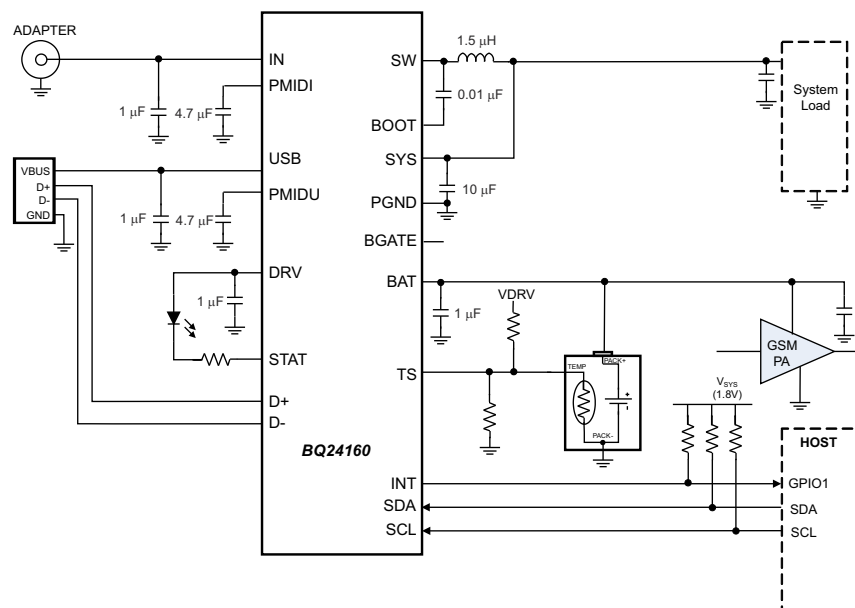 ADAPTER
IN
PMIDI
1 μF
4.7 μF
VBUS
D+
D-
GND
USB
PMIDU
1 μF
4.7 μF
DRV
1 μF
STAT
D+
D-
BQ24160
SW
1.5 μH
0.01 μF
BOOT
SYS
10 μF
PGND
BGATE
BAT
1 μF
VDRV
TS
TEMP
PACK+
+
-
PACK-
System
Load
GSM
PA
VSYS
(1.8V)
HOST
INT
GPIO1
SDA
SDA
SCL
SCL